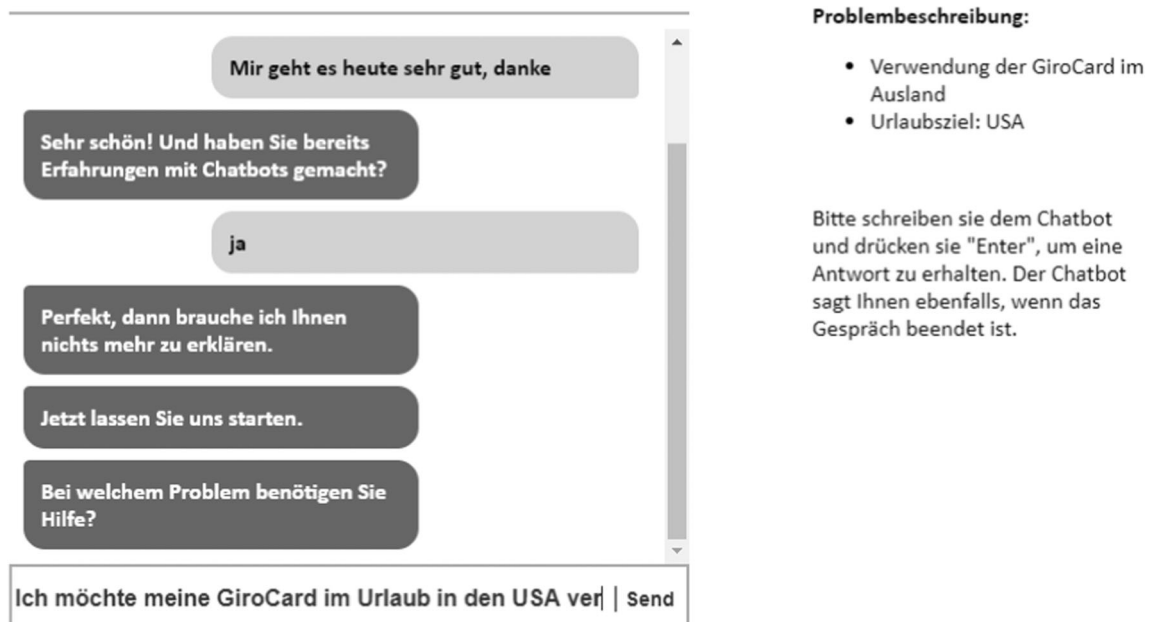 Mir geht es heute sehr gut, danke
Sehr schön! Und haben Sie bereits
Erfahrungen mit Chatbots gemacht?
ja
Perfekt, dann brauche ich Ihnen
nichts mehr zu erklären.
Jetzt lassen Sie uns starten.
Bei welchem Problem benötigen Sie
Hilfe?
Ich möchte meine GiroCard im Urlaub in den USA ver| | Send
Problembeschreibung:
• Verwendung der GiroCard im
Ausland
• Urlaubsziel: USA
Bitte schreiben sie dem Chatbot
und drücken sie "Enter", um eine
Antwort zu erhalten. Der Chatbot
sagt Ihnen ebenfalls, wenn das
Gespräch beendet ist.